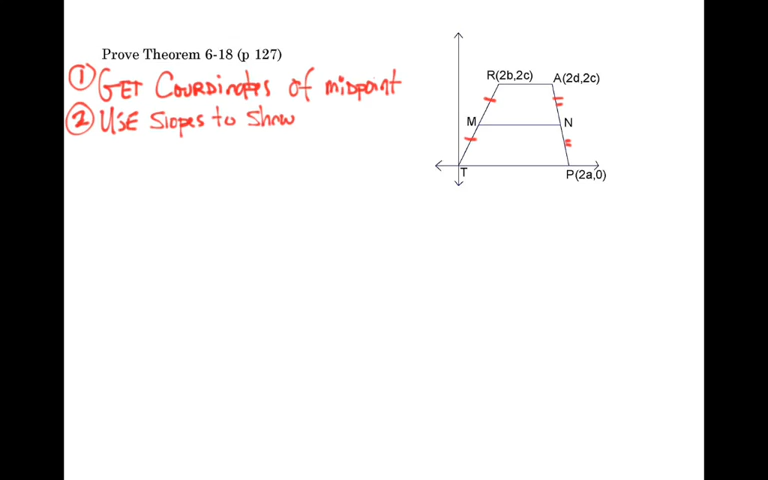 Prove Theorem 6-18 (p 127)
① GET Coordinates of midpoint
② USE Slopes to Show
R(2b,2c) A(2d,2c)
M N
T P(2a,0)